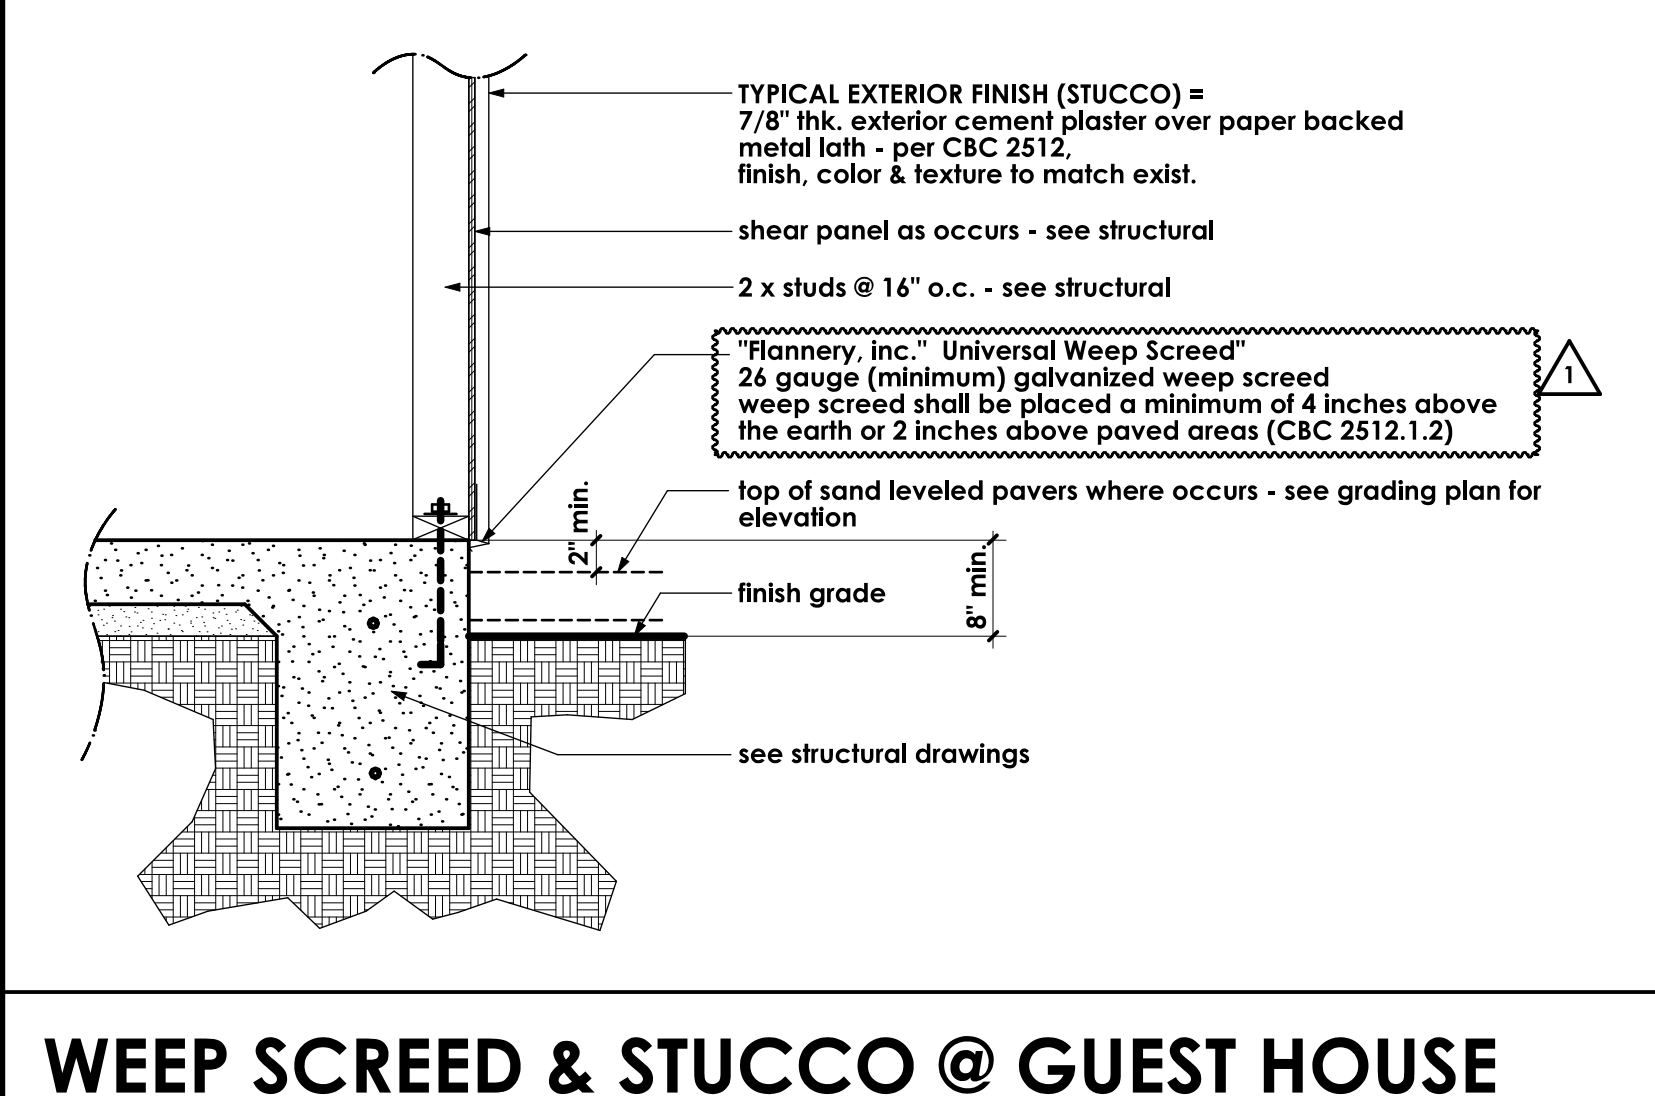 TYPICAL EXTERIOR FINISH (STUCCO) =
7/8" thk. exterior cement plaster over paper backed
metal lath - per CBC 2512,
finish, color & texture to match exist.
shear panel as occurs - see structural
2 x studs @ 16" o.c. - see structural
"Flannery, inc." Universal Weep Screed"
26 gauge (minimum) galvanized weep screed
weep screed shall be placed a minimum of 4 inches above
the earth or 2 inches above paved areas (CBC 2512.1.2)
1
top of sand leveled pavers where occurs - see grading plan for
elevation
2" min.
8" min.
finish grade
see structural drawings
WEEP SCREED & STUCCO @ GUEST HOUSE